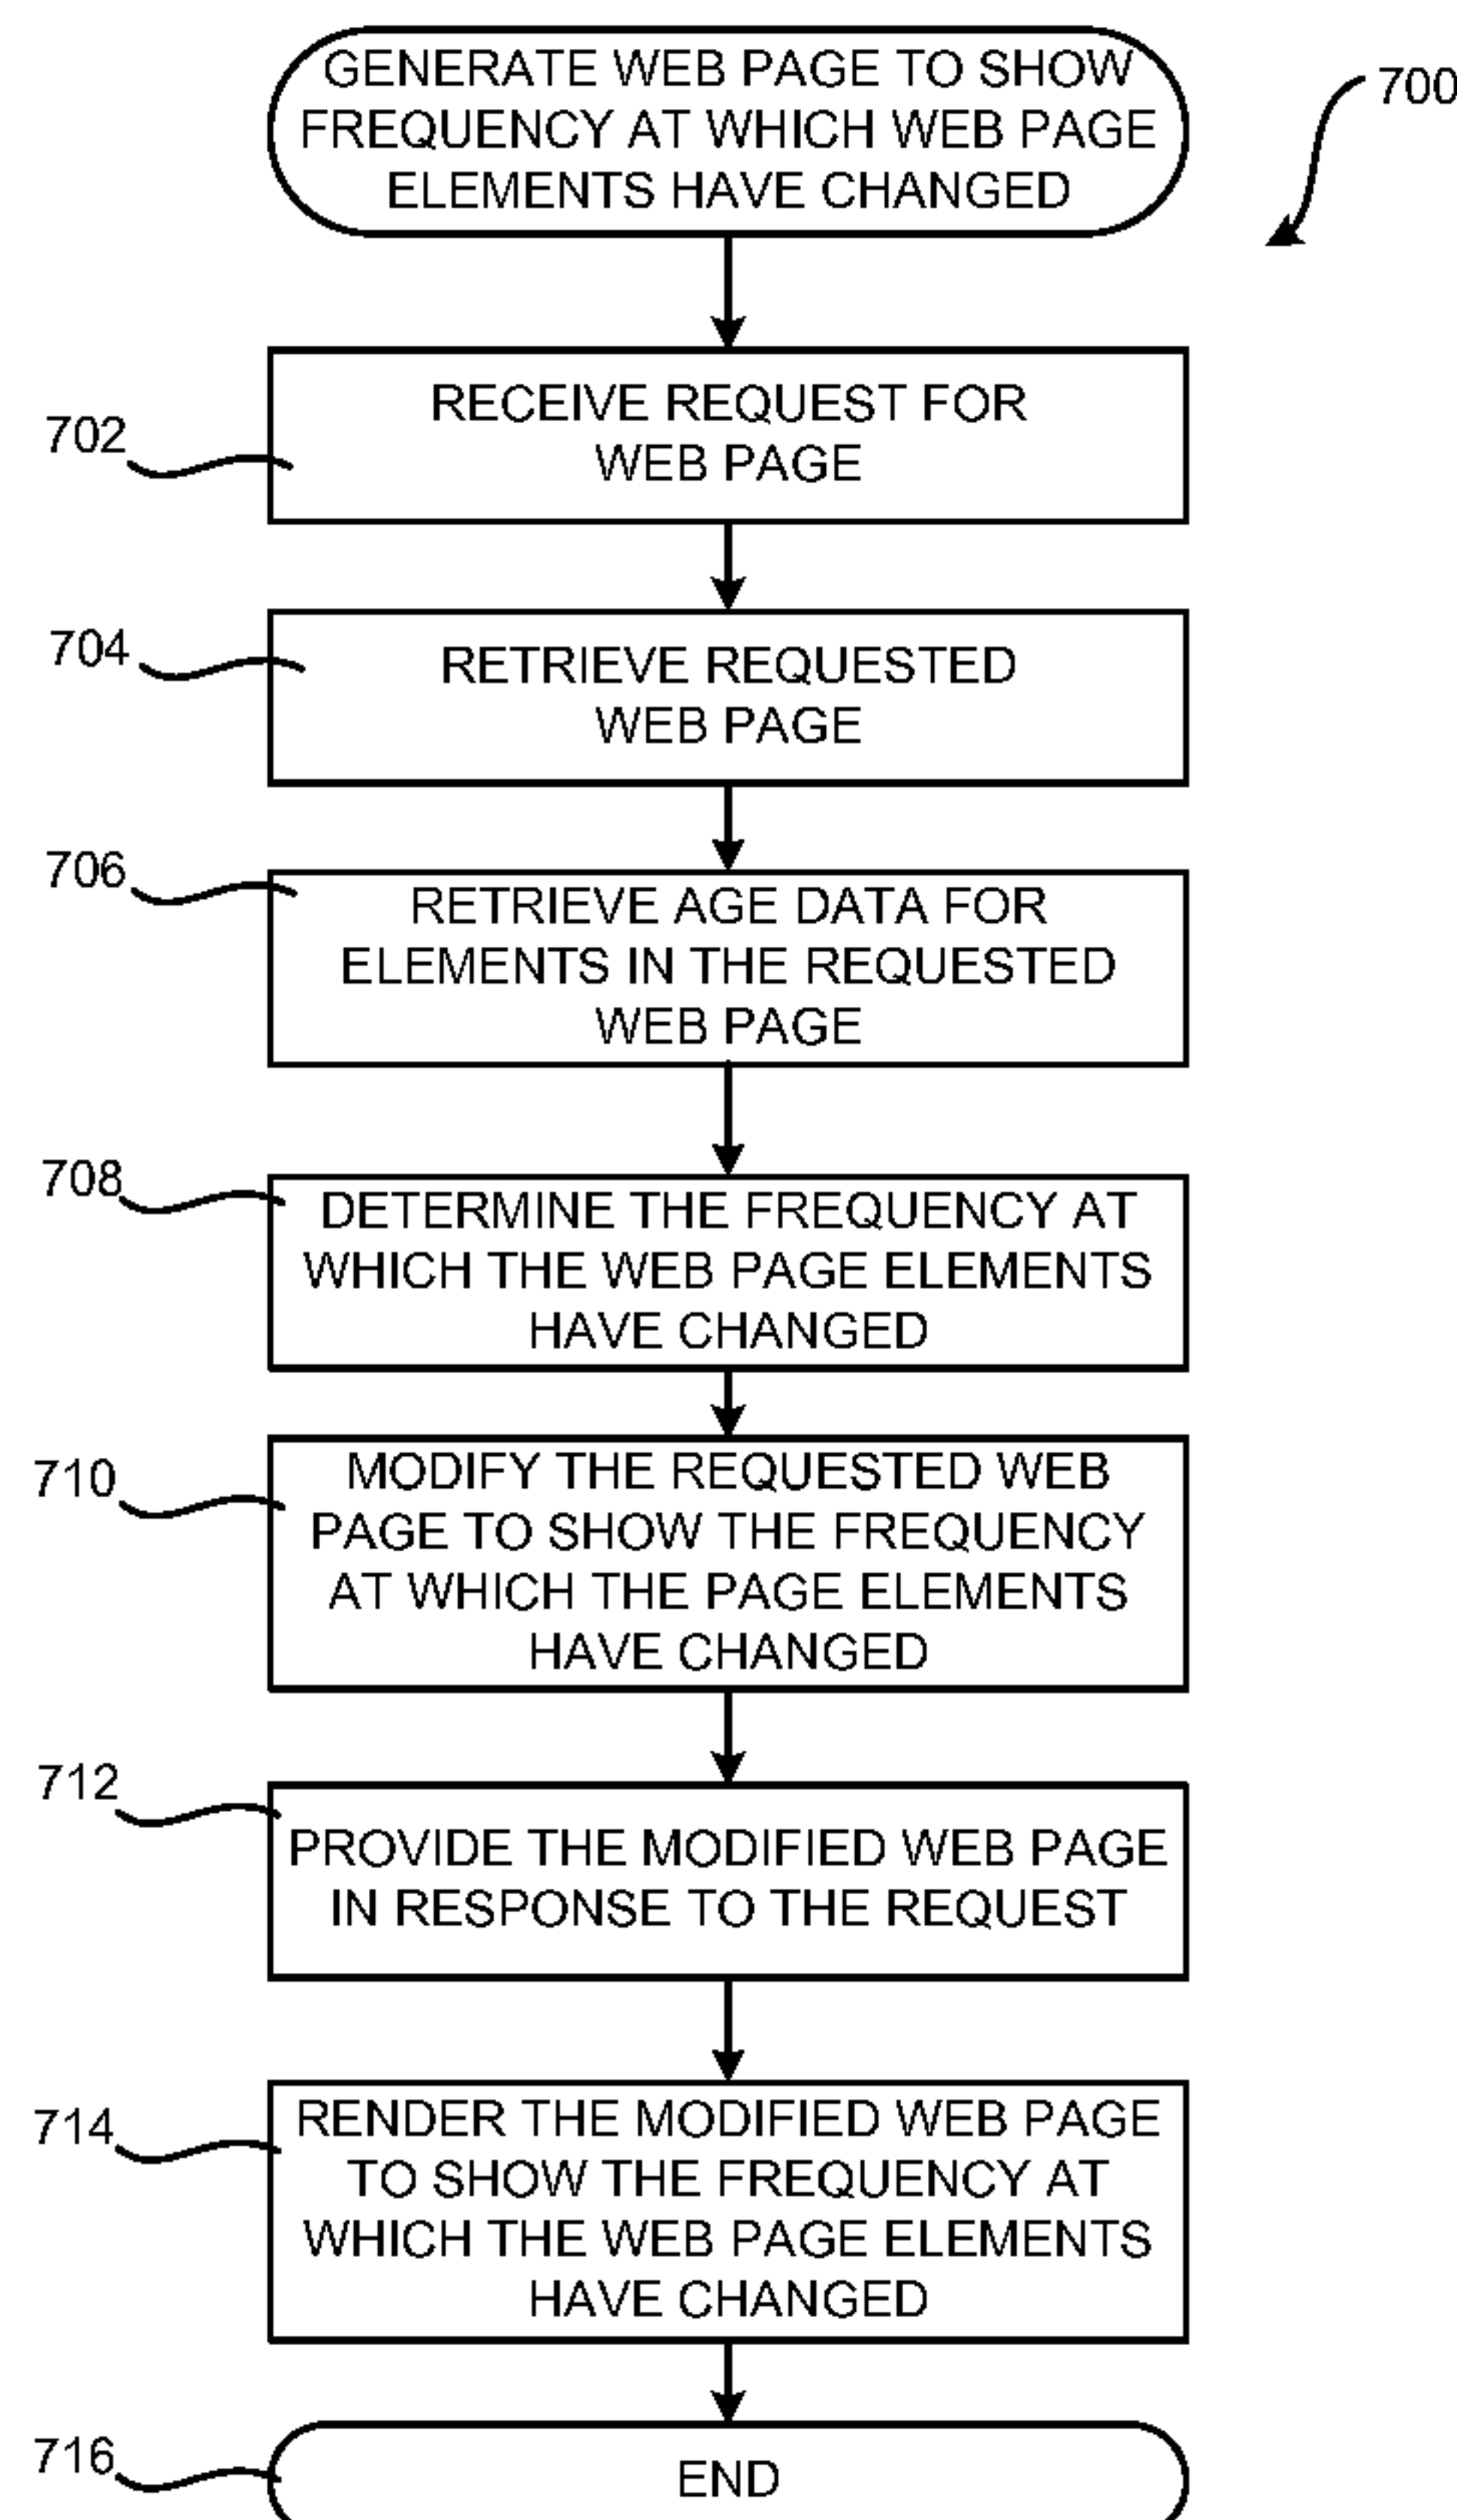 GENERATE WEB PAGE TO SHOW
FREQUENCY AT WHICH WEB PAGE
ELEMENTS HAVE CHANGED
700
702
RECEIVE REQUEST FOR
WEB PAGE
704
RETRIEVE REQUESTED
WEB PAGE
706
RETRIEVE AGE DATA FOR
ELEMENTS IN THE REQUESTED
WEB PAGE
708
DETERMINE THE FREQUENCY AT
WHICH THE WEB PAGE ELEMENTS
HAVE CHANGED
710
MODIFY THE REQUESTED WEB
PAGE TO SHOW THE FREQUENCY
AT WHICH THE PAGE ELEMENTS
HAVE CHANGED
712
PROVIDE THE MODIFIED WEB PAGE
IN RESPONSE TO THE REQUEST
714
RENDER THE MODIFIED WEB PAGE
TO SHOW THE FREQUENCY AT
WHICH THE WEB PAGE ELEMENTS
HAVE CHANGED
716
END